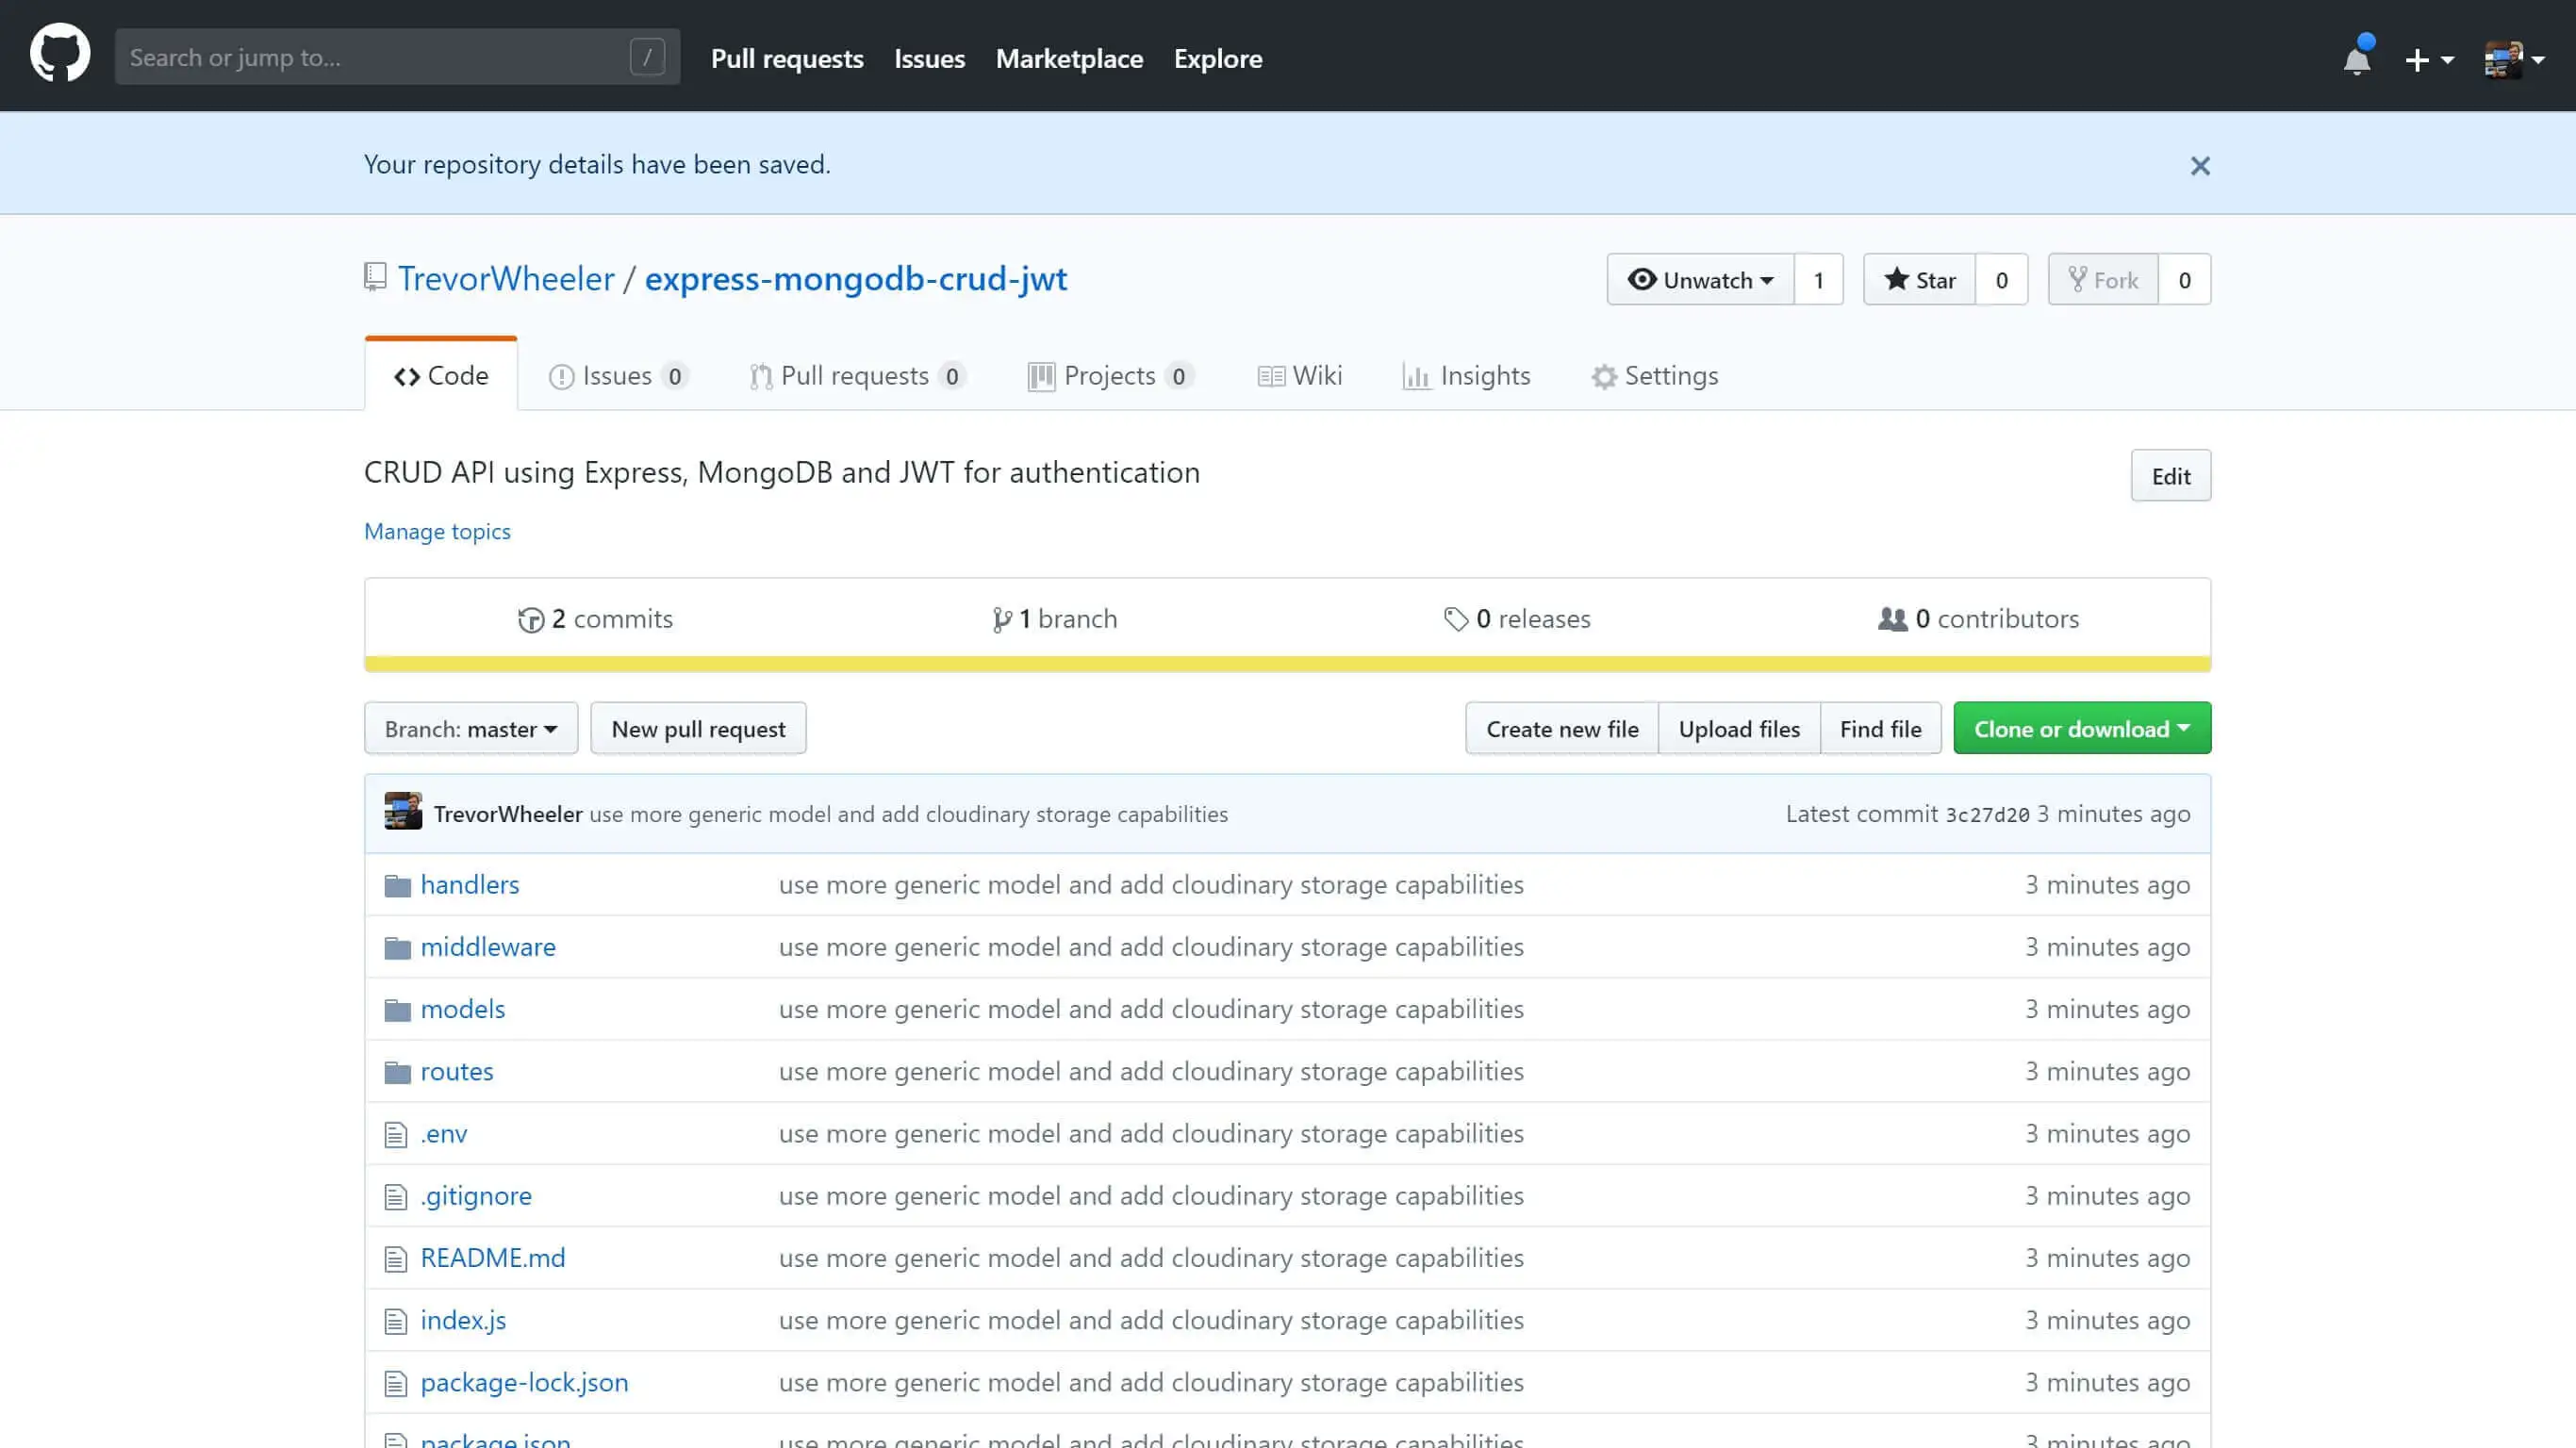 Search or jump to... /
Pull requests Issues Marketplace Explore
Your repository details have been saved.
TrevorWheeler / express-mongodb-crud-jwt
Unwatch 1 Star 0 Fork 0
Code Issues 0 Pull requests 0 Projects 0 Wiki Insights Settings
CRUD API using Express, MongoDB and JWT for authentication
Edit
Manage topics
2 commits 1 branch 0 releases 0 contributors
Branch: master New pull request Create new file Upload files Find file Clone or download
TrevorWheeler use more generic model and add cloudinary storage capabilities Latest commit 3c27d20 3 minutes ago
handlers use more generic model and add cloudinary storage capabilities 3 minutes ago
middleware use more generic model and add cloudinary storage capabilities 3 minutes ago
models use more generic model and add cloudinary storage capabilities 3 minutes ago
routes use more generic model and add cloudinary storage capabilities 3 minutes ago
.env use more generic model and add cloudinary storage capabilities 3 minutes ago
.gitignore use more generic model and add cloudinary storage capabilities 3 minutes ago
README.md use more generic model and add cloudinary storage capabilities 3 minutes ago
index.js use more generic model and add cloudinary storage capabilities 3 minutes ago
package-lock.json use more generic model and add cloudinary storage capabilities 3 minutes ago
package.json use more generic model and add cloudinary storage capabilities 3 minutes ago